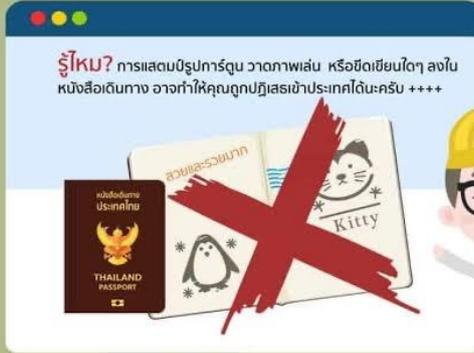 รู้ไหม? การแสตมป์รูปการ์ตูน วาดภาพเล่น หรือขีดเขียนใดๆ ลงใน
หนังสือเดินทาง อาจทำให้คุณถูกปฏิเสธเข้าประเทศได้นะครับ ++++
สวยและรวยมาก
Kitty
หนังสือเดินทาง
ประเทศไทย
THAILAND
PASSPORT